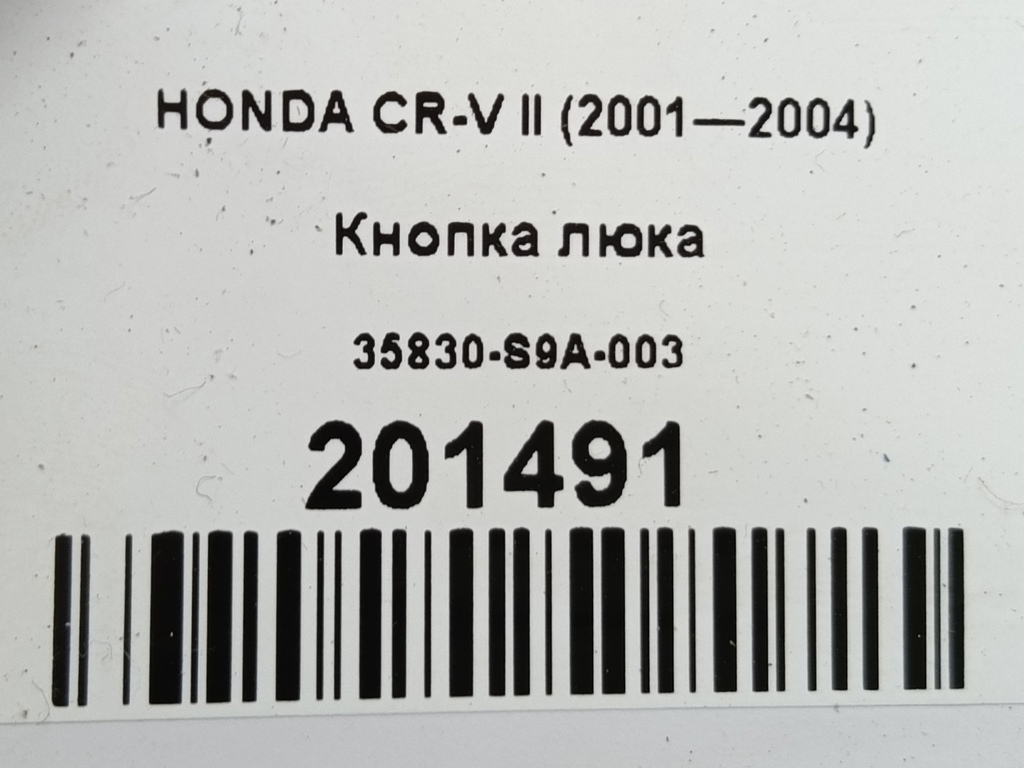 HONDA CR-V II (2001—2004)
Кнопка люка
35830-S9A-003
201491